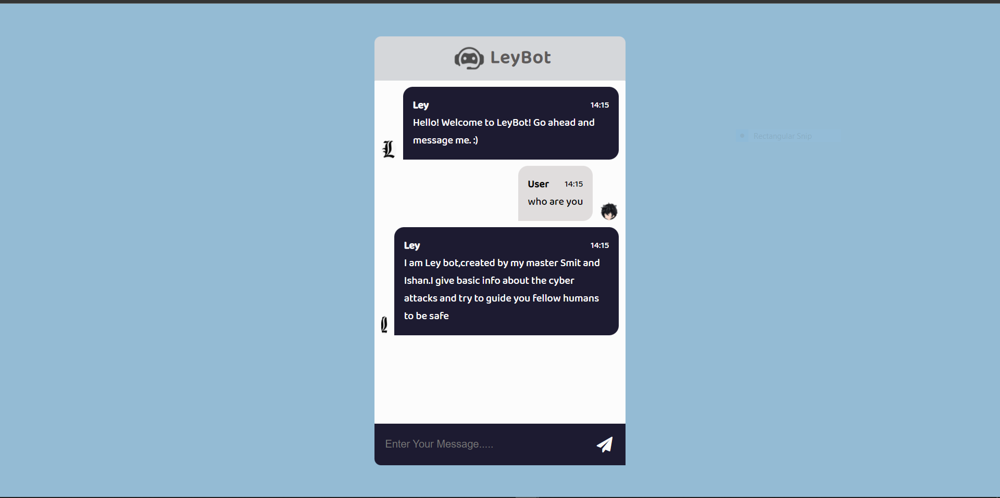 LeyBot
Ley 14:15
Hello! Welcome to LeyBot! Go ahead and
message me. :)
L
Rectangular Snip
User 14:15
who are you
Ley 14:15
I am Ley bot,created by my master Smit and
Ishan.I give basic info about the cyber
attacks and try to guide you fellow humans
to be safe
L
Enter Your Message.....